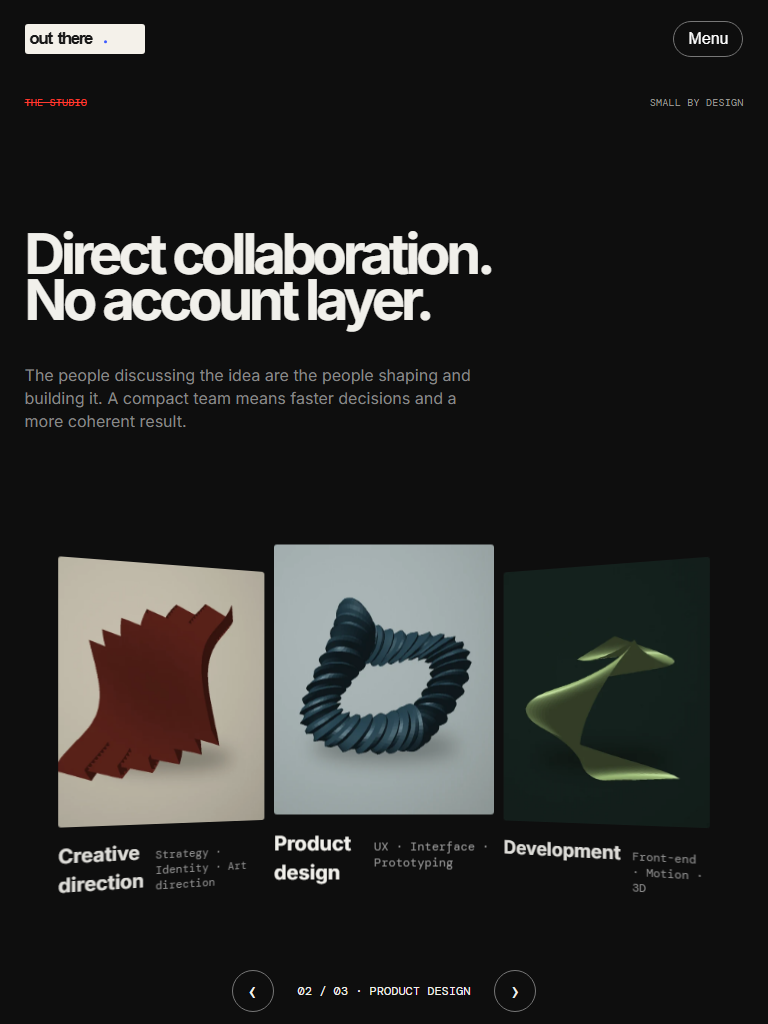 out there .
Menu
THE STUDIO
SMALL BY DESIGN
Direct collaboration.
No account layer.
The people discussing the idea are the people shaping and
building it. A compact team means faster decisions and a
more coherent result.
Creative
direction
Strategy ·
Identity · Art
direction
Product
design
UX · Interface ·
Prototyping
Development
Front-end
· Motion ·
3D
❮
02 / 03 · PRODUCT DESIGN
❯